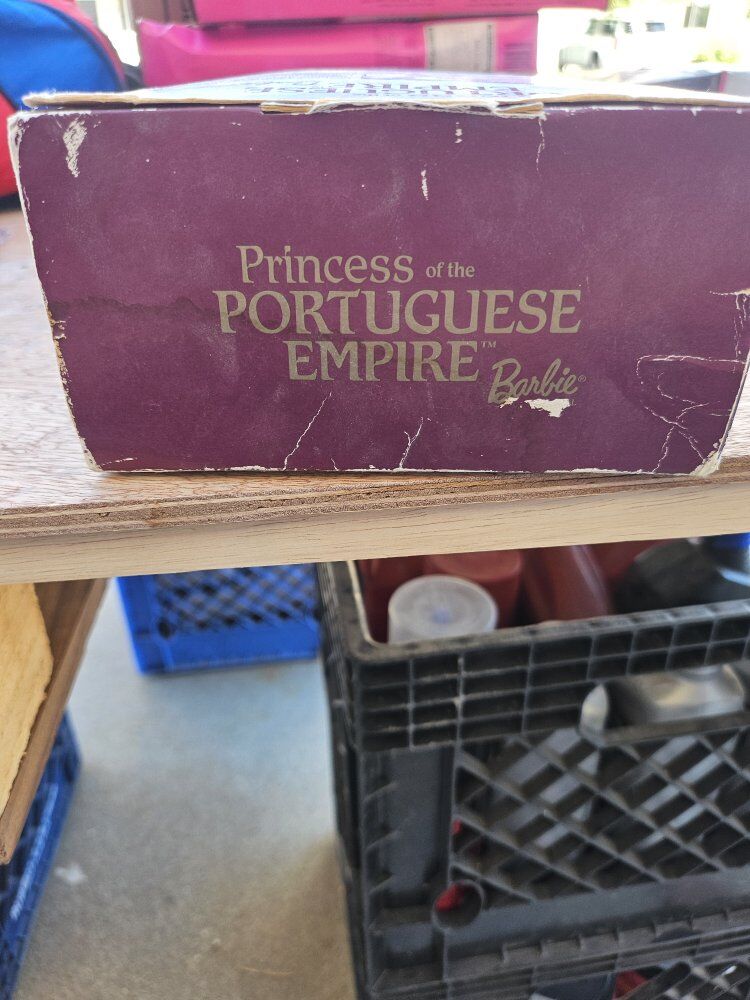 Princess of the
PORTUGUESE
EMPIRE™
Barbie®